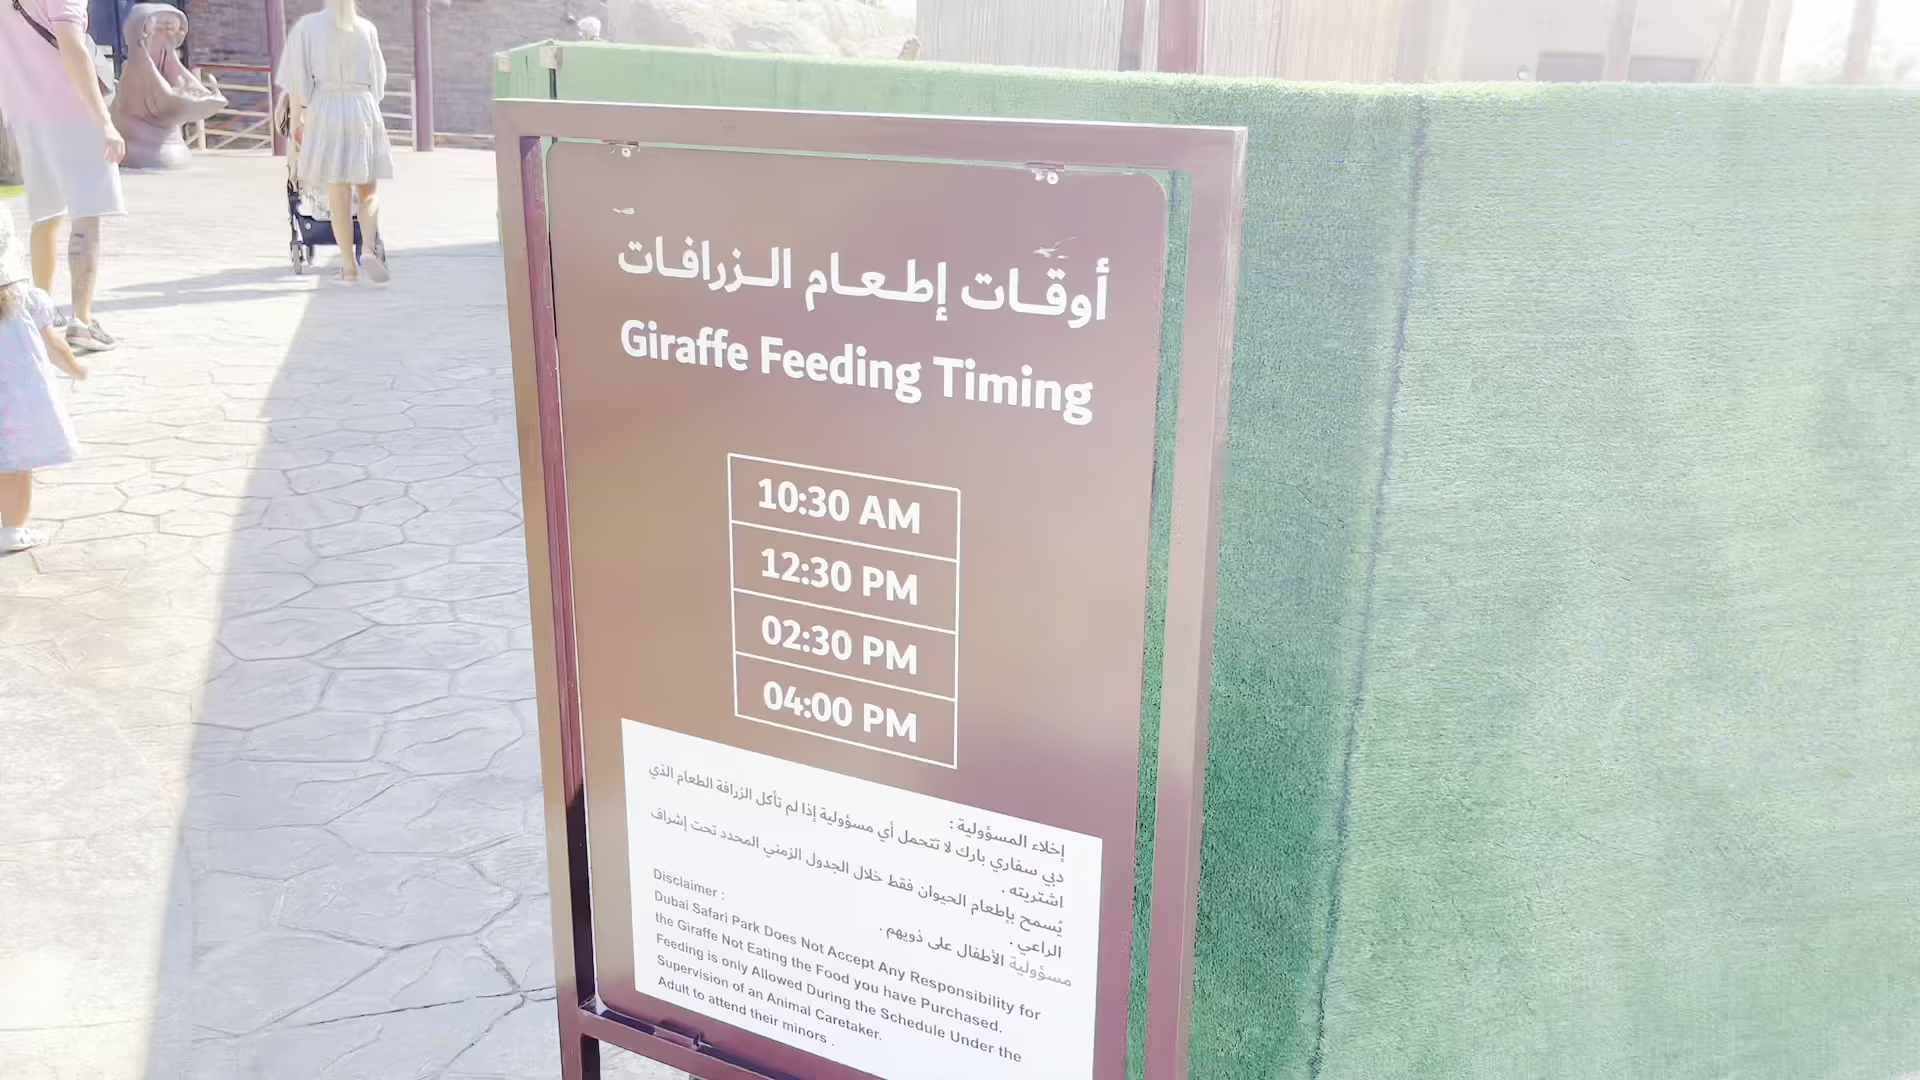 أوقات إطعام الزرافات
Giraffe Feeding Timing
10:30 AM
12:30 PM
02:30 PM
04:00 PM
إخلاء المسؤولية :
دبي سفاري بارك لا تتحمل أي مسؤولية إذا لم تأكل الزرافة الطعام الذي
اشتريته .
يُسمح بإطعام الحيوان فقط خلال الجدول الزمني المحدد تحت إشراف
الراعي .
مسؤولية الأطفال على ذويهم .
Disclaimer :
Dubai Safari Park Does Not Accept Any Responsibility for
the Giraffe Not Eating the Food you have Purchased.
Feeding is only Allowed During the Schedule Under the
Supervision of an Animal Caretaker.
Adult to attend their minors .